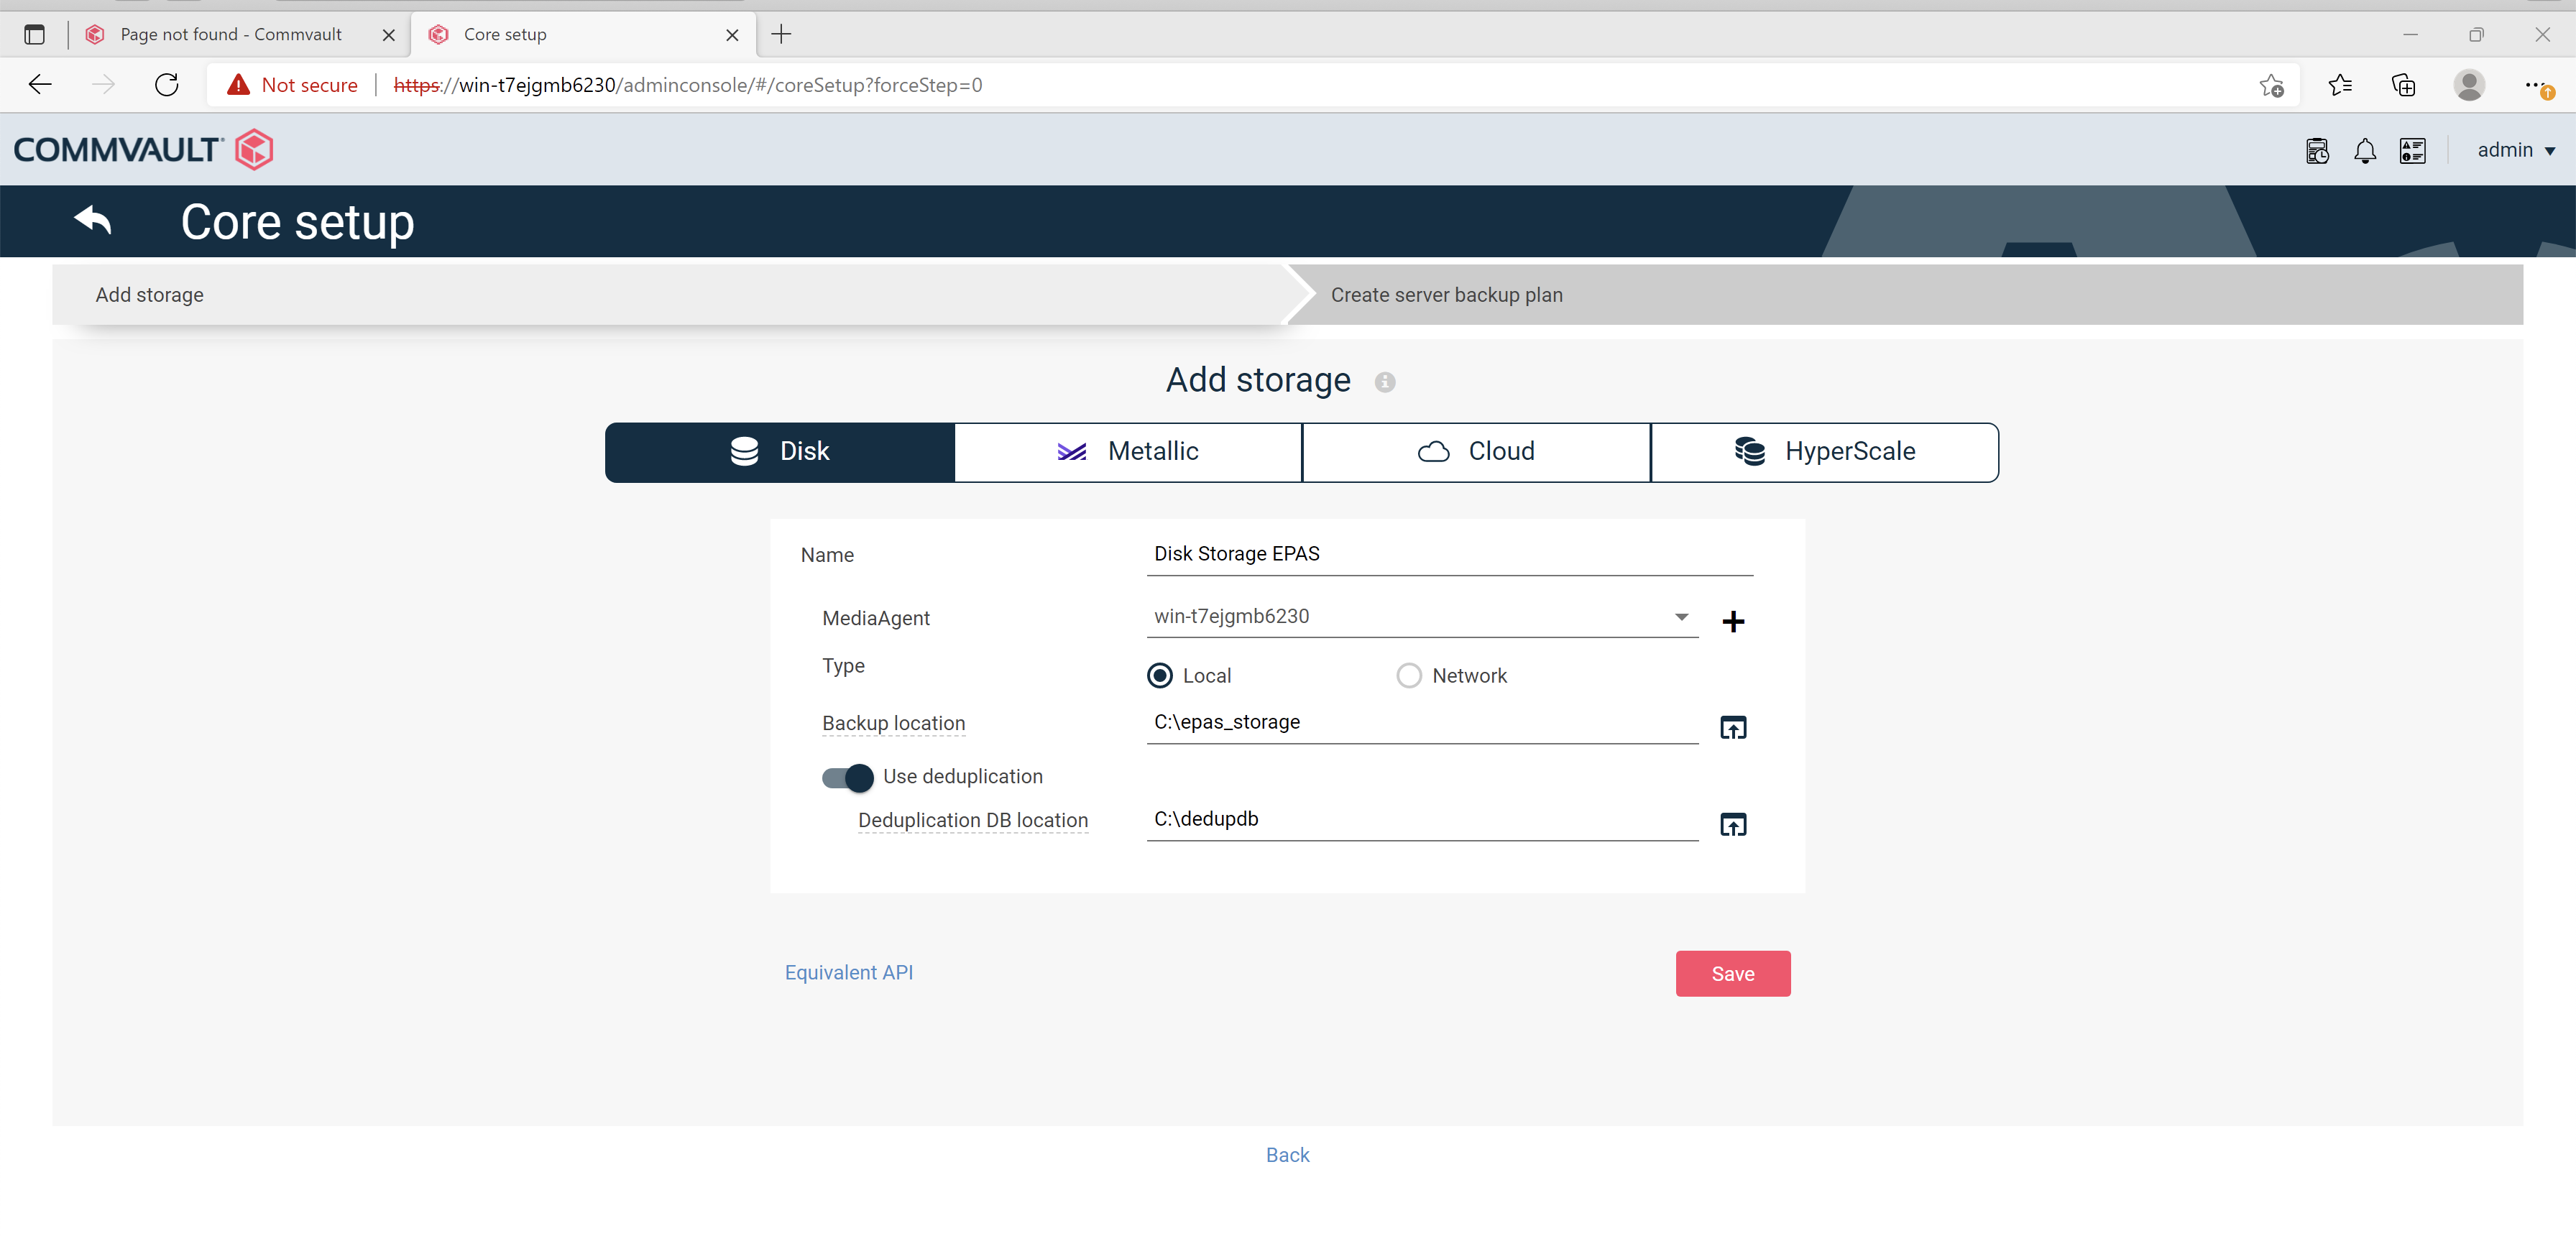 Page not found - Commvault
Core setup
Not secure
https://win-t7ejgmb6230/adminconsole/#/coreSetup?forceStep=0
COMMVAULT
admin
Core setup
Add storage
Create server backup plan
Add storage
Disk
Metallic
Cloud
HyperScale
Name
Disk Storage EPAS
MediaAgent
win-t7ejgmb6230
Type
Local
Network
Backup location
C:\epas_storage
Use deduplication
Deduplication DB location
C:\dedupdb
Equivalent API
Save
Back